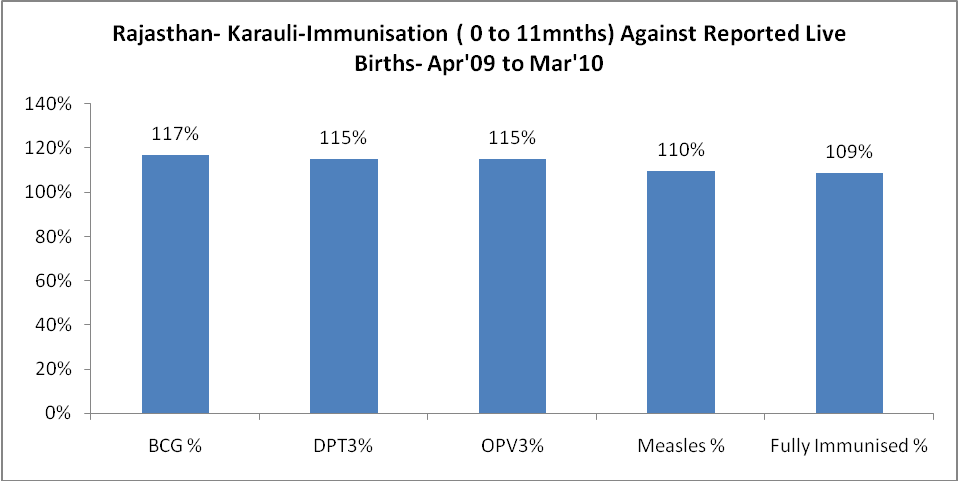 Rajasthan- Karauli-Immunisation ( 0 to 11mnths) Against Reported Live
Births- Apr'09 to Mar'10
140%
120%
100%
80%
60%
40%
20%
0%
117%
115%
115%
110%
109%
BCG %
DPT3%
OPV3%
Measles %
Fully Immunised %